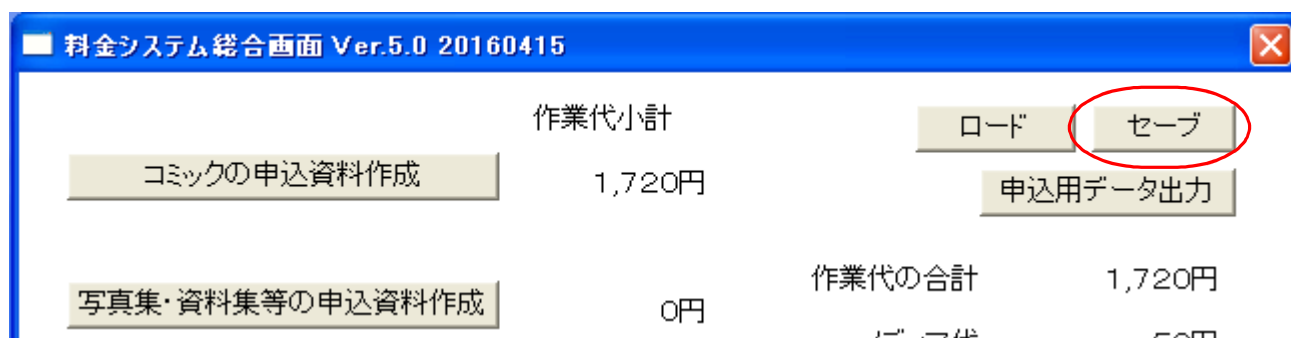 料金システム総合画面 Ver.5.0 20160415
作業代小計
ロード
セーブ
コミックの申込資料作成
1,720円
申込用データ出力
作業代の合計
1,720円
写真集・資料集等の申込資料作成
0円